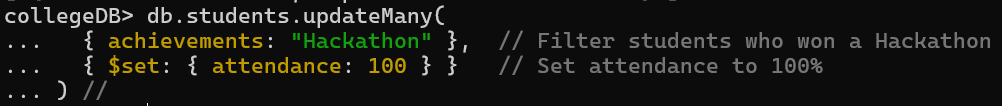 collegeDB> db.students.updateMany(
...   { achievements: "Hackathon" },  // Filter students who won a Hackathon
...   { $set: { attendance: 100 } }   // Set attendance to 100%
... ) //